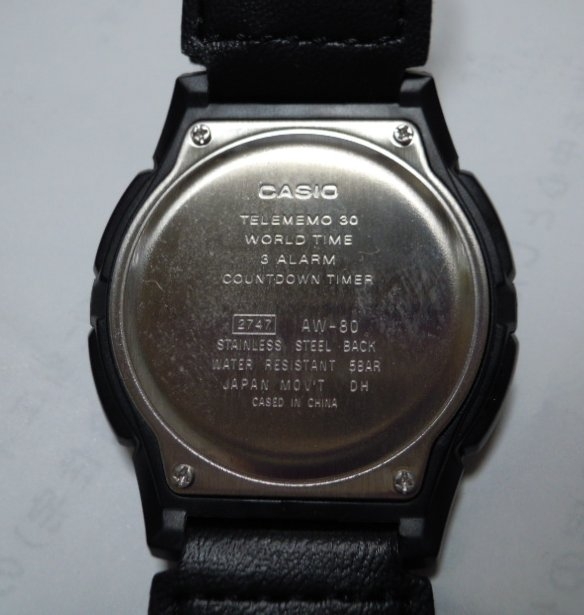 CASIO
TELEMEMO 30
WORLD TIME
3 ALARM
COUNTDOWN TIMER
2747 AW-80
STAINLESS STEEL BACK
WATER RESISTANT 5BAR
JAPAN MOV'T DH
CASED IN CHINA